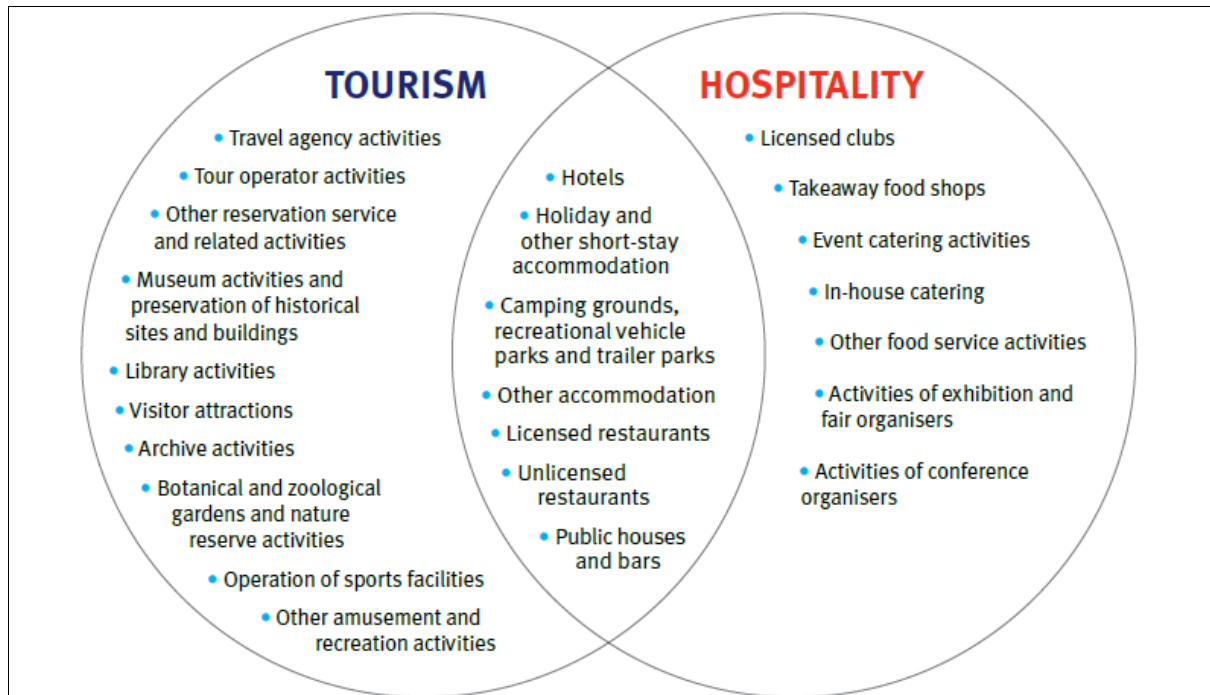 TOURISM
• Travel agency activities
• Tour operator activities
• Other reservation service
and related activities
• Museum activities and
preservation of historical
sites and buildings
• Library activities
• Visitor attractions
• Archive activities
• Botanical and zoological
gardens and nature
reserve activities
• Operation of sports facilities
• Other amusement and
recreation activities
• Hotels
• Holiday and
other short-stay
accommodation
• Camping grounds,
recreational vehicle
parks and trailer parks
• Other accommodation
• Licensed restaurants
• Unlicensed
restaurants
• Public houses
and bars
HOSPITALITY
• Licensed clubs
• Takeaway food shops
• Event catering activities
• In-house catering
• Other food service activities
• Activities of exhibition and
fair organisers
• Activities of conference
organisers